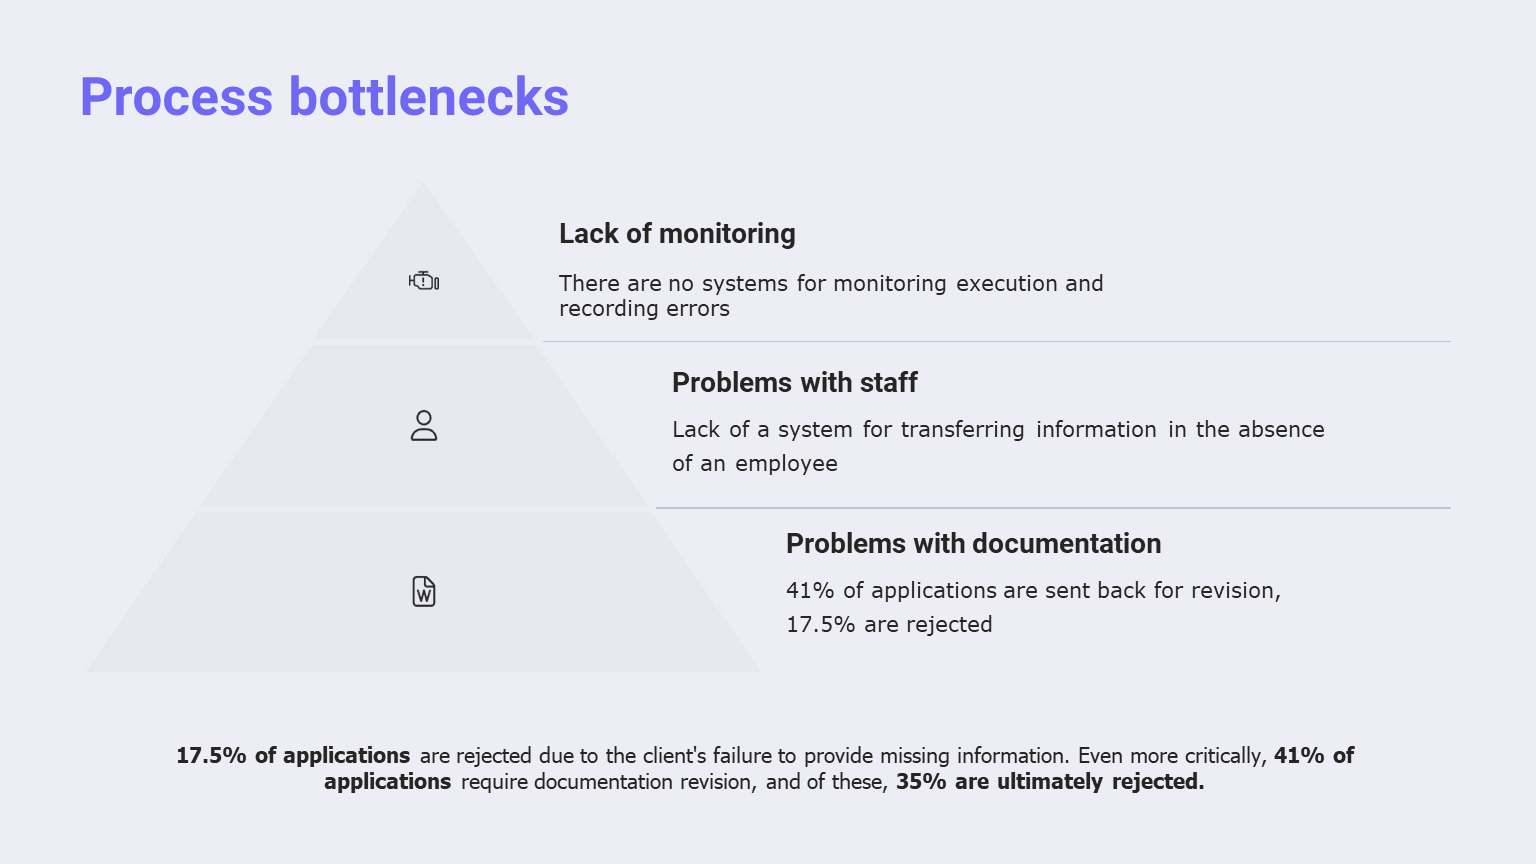 Process bottlenecks
Lack of monitoring
There are no systems for monitoring execution and
recording errors
Problems with staff
Lack of a system for transferring information in the absence
of an employee
W
Problems with documentation
41% of applications are sent back for revision,
17.5% are rejected
17.5% of applications are rejected due to the client's failure to provide missing information. Even more critically, 41% of
applications require documentation revision, and of these, 35% are ultimately rejected.